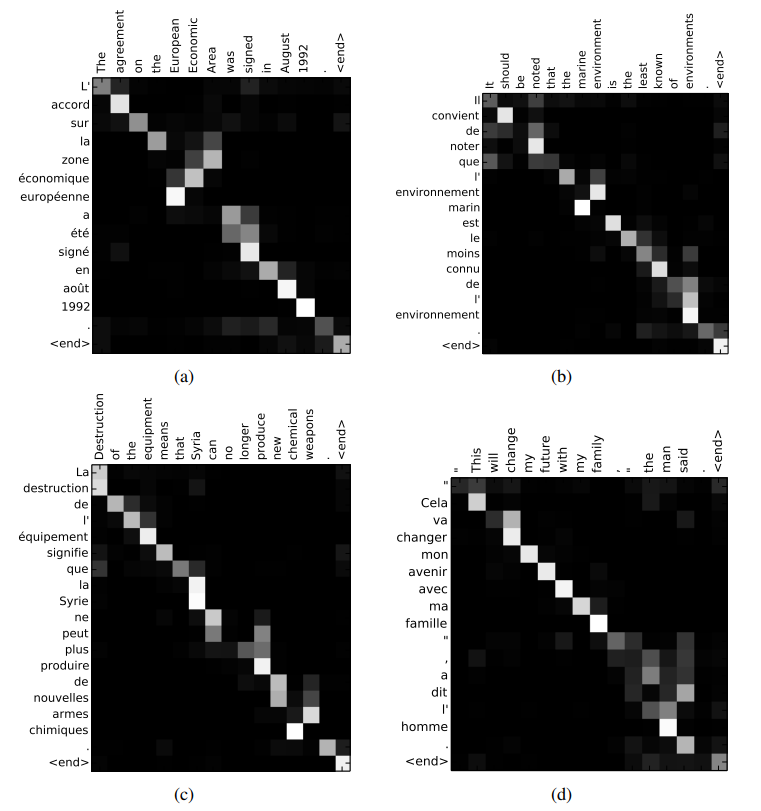 The agreement on the European Economic Area was signed in August 1992 . <end>
L'
accord
sur
la
zone
économique
européenne
a
été
signé
en
août
1992
.
<end>
(a)
It should be noted that the marine environment is the least known of environments . <end>
Il
convient
de
noter
que
l'
environnement
marin
est
le
moins
connu
de
l'
environnement
.
<end>
(b)
Destruction of the equipment means that Syria can no longer produce new chemical weapons . <end>
La
destruction
de
l'
équipement
signifie
que
la
Syrie
ne
peut
plus
produire
de
nouvelles
armes
chimiques
.
<end>
(c)
" This will change my future with my family , " the man said . <end>
"
Cela
va
changer
mon
avenir
avec
ma
famille
"
,
a
dit
l'
homme
.
<end>
(d)